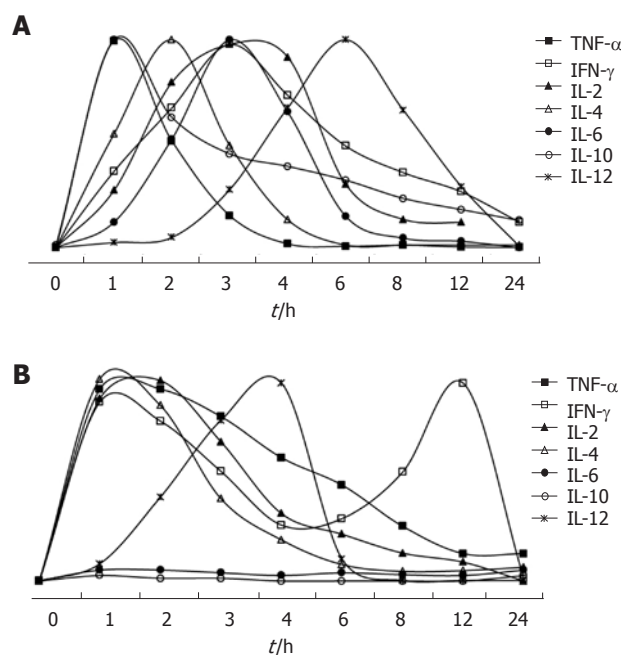 A
TNF-α
IFN-γ
IL-2
IL-4
IL-6
IL-10
IL-12
0 1 2 3 4 6 8 12 24
t/h
B
TNF-α
IFN-γ
IL-2
IL-4
IL-6
IL-10
IL-12
0 1 2 3 4 6 8 12 24
t/h